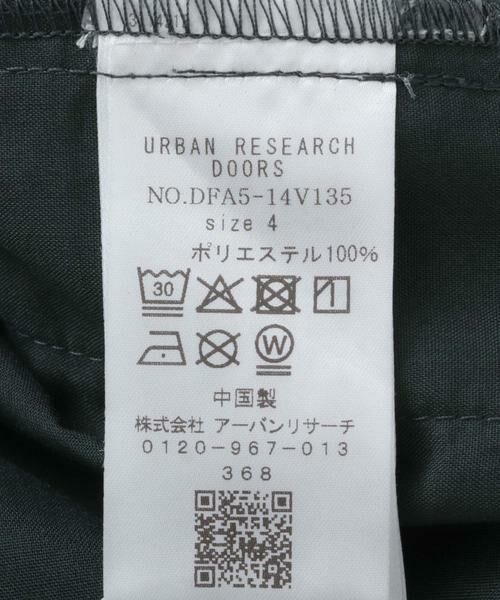 URBAN RESEARCH
DOORS
NO.DFA5-14V135
size 4
ポリエステル100%
30
W
中国製
株式会社 アーバンリサーチ
0120-967-013
368